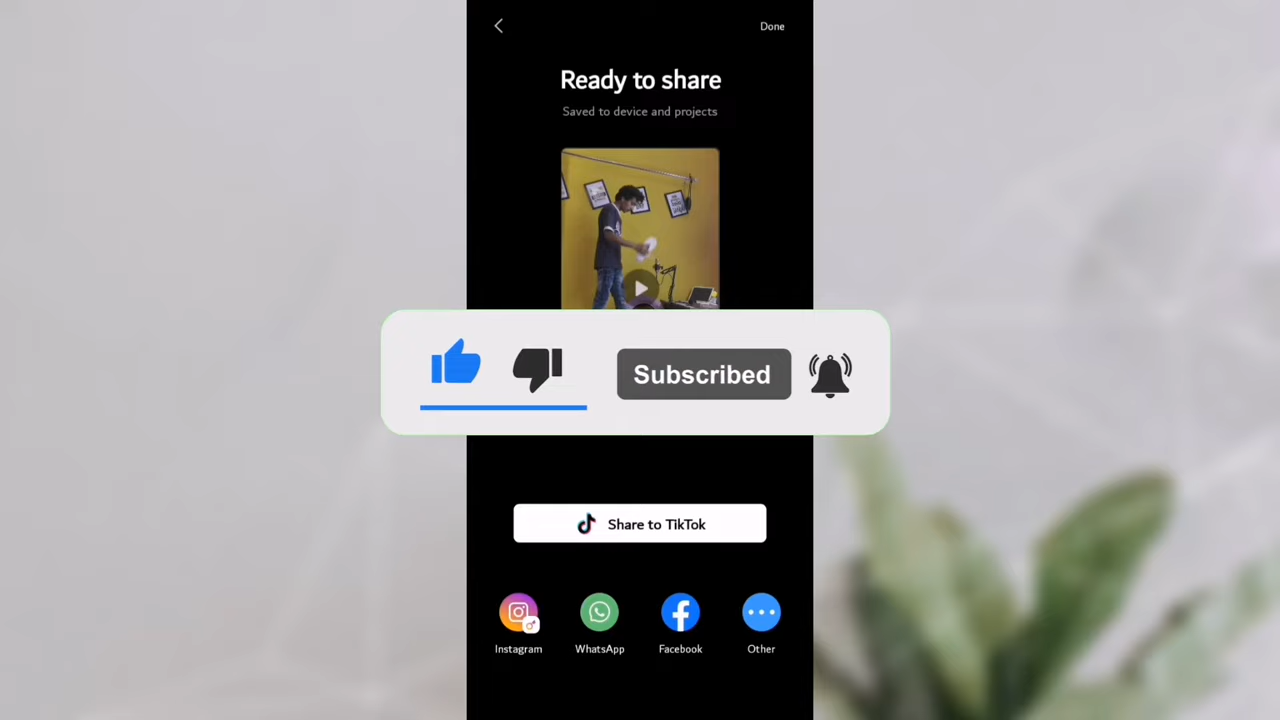 Done
Ready to share
Saved to device and projects
Subscribed
Share to TikTok
Instagram
WhatsApp
Facebook
Other